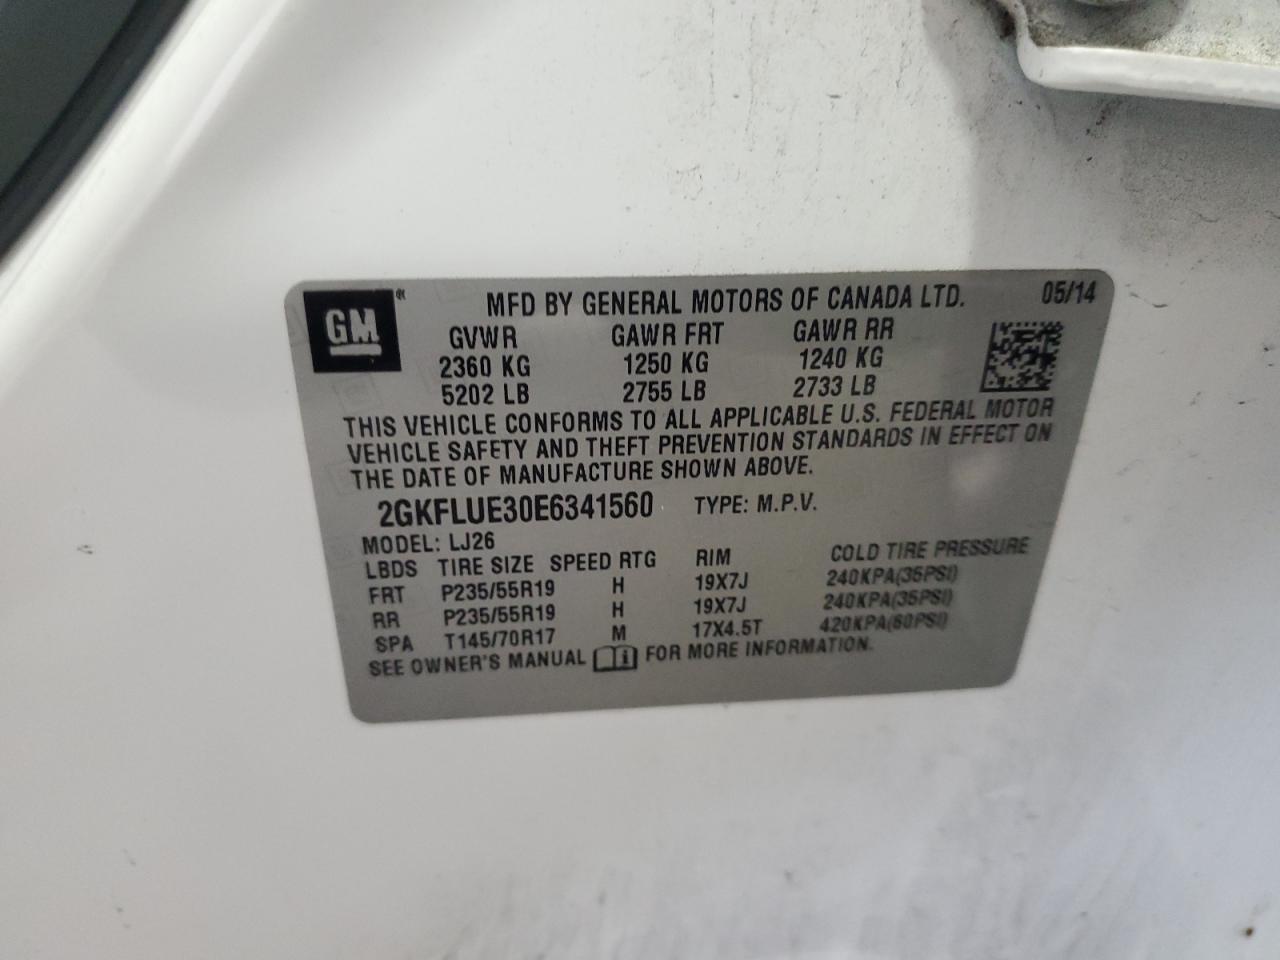 GM ® MFD BY GENERAL MOTORS OF CANADA LTD. 05/14
GVWR GAWR FRT GAWR RR
2360 KG 1250 KG 1240 KG
5202 LB 2755 LB 2733 LB
THIS VEHICLE CONFORMS TO ALL APPLICABLE U.S. FEDERAL MOTOR
VEHICLE SAFETY AND THEFT PREVENTION STANDARDS IN EFFECT ON
THE DATE OF MANUFACTURE SHOWN ABOVE.
2GKFLUE30E6341560 TYPE: M.P.V.
MODEL: LJ26
LBDS TIRE SIZE SPEED RTG RIM COLD TIRE PRESSURE
FRT P235/55R19 H 19X7J 240KPA(35PSI)
RR P235/55R19 H 19X7J 240KPA(35PSI)
SPA T145/70R17 M 17X4.5T 420KPA(60PSI)
SEE OWNER'S MANUAL FOR MORE INFORMATION.